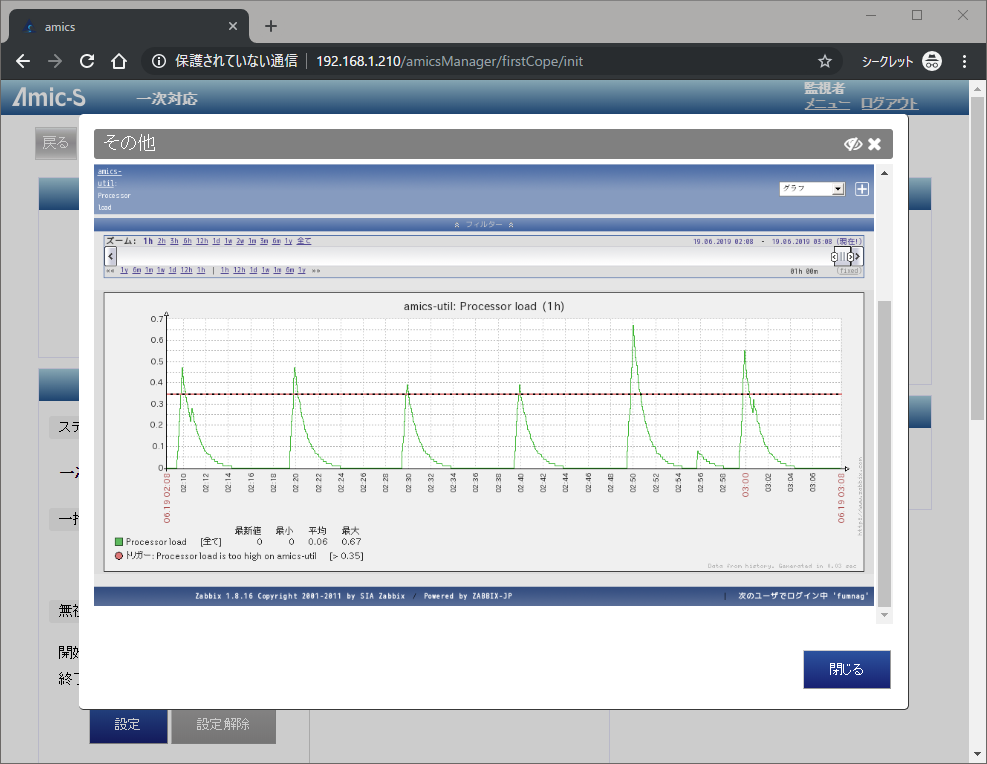 amics
保護されていない通信 192.168.1.210/amicsManager/firstCope/init シークレット
Amic-S 一次対応 監視者
メニュー ログアウト
戻る
その他
amics-
util:
Processor
load
グラフ
フィルター
ズーム: 1h 2h 3h 6h 12h 1d 1w 2w 1m 3m 6m 1y 全て 19.06.2019 02:08 - 19.06.2019 03:08 (現在!)
«« 1y 6m 1m 1w 1d 12h 1h | 1h 12h 1d 1w 1m 6m 1y »» 01h 00m (fixed)
amics-util: Processor load (1h)
0.7
0.6
0.5
0.4
0.3
0.2
0.1
0
06.19 02:08 02:10 02:12 02:14 02:16 02:18 02:20 02:22 02:24 02:26 02:28 02:30 02:32 02:34 02:36 02:38 02:40 02:42 02:44 02:46 02:48 02:50 02:52 02:54 02:56 02:58 03:00 03:02 03:04 03:06 06.19 03:08
http://www.zabbix.com
最新値 最小 平均 最大
Processor load [全て] 0 0 0.06 0.67
トリガー: Processor load is too high on amics-util [> 0.35]
Data from history. Generated in 0.03 sec
Zabbix 1.8.16 Copyright 2001-2011 by SIA Zabbix / Powered by ZABBIX-JP | 次のユーザでログイン中 'fumnag'
ステ
一次
一括
無視
開始
終了
閉じる
設定 設定解除